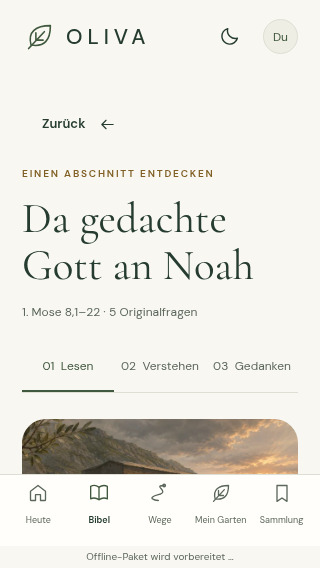 OLIVA
Du
Zurück ←
EINEN ABSCHNITT ENTDECKEN
Da gedachte
Gott an Noah
1. Mose 8,1–22 · 5 Originalfragen
01 Lesen 02 Verstehen 03 Gedanken
Heute Bibel Wege Mein Garten Sammlung
Offline-Paket wird vorbereitet …